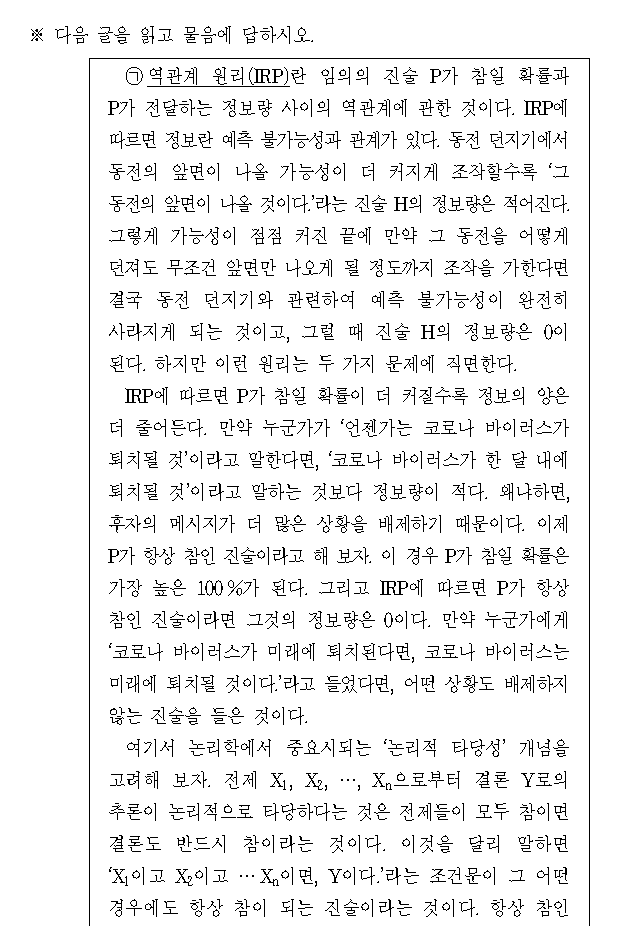 ※ 다음 글을 읽고 물음에 답하시오.
㉠ 역관계 원리(IRP)란 임의의 진술 P가 참일 확률과
P가 전달하는 정보량 사이의 역관계에 관한 것이다. IRP에
따르면 정보란 예측 불가능성과 관계가 있다. 동전 던지기에서
동전의 앞면이 나올 가능성이 더 커지게 조작할수록 ‘그
동전의 앞면이 나올 것이다.’라는 진술 H의 정보량은 적어진다.
그렇게 가능성이 점점 커진 끝에 만약 그 동전을 어떻게
던져도 무조건 앞면만 나오게 될 정도까지 조작을 가한다면
결국 동전 던지기와 관련하여 예측 불가능성이 완전히
사라지게 되는 것이고, 그럴 때 진술 H의 정보량은 0이
된다. 하지만 이런 원리는 두 가지 문제에 직면한다.
IRP에 따르면 P가 참일 확률이 더 커질수록 정보의 양은
더 줄어든다. 만약 누군가가 ‘언젠가는 코로나 바이러스가
퇴치될 것’이라고 말한다면, ‘코로나 바이러스가 한 달 내에
퇴치될 것’이라고 말하는 것보다 정보량이 적다. 왜냐하면,
후자의 메시지가 더 많은 상황을 배제하기 때문이다. 이제
P가 항상 참인 진술이라고 해 보자. 이 경우 P가 참일 확률은
가장 높은 100%가 된다. 그리고 IRP에 따르면 P가 항상
참인 진술이라면 그것의 정보량은 0이다. 만약 누군가에게
‘코로나 바이러스가 미래에 퇴치된다면, 코로나 바이러스는
미래에 퇴치될 것이다.’라고 들었다면, 어떤 상황도 배제하지
않는 진술을 들은 것이다.
여기서 논리학에서 중요시되는 ‘논리적 타당성’ 개념을
고려해 보자. 전제 X₁, X₂, ⋯, Xₙ으로부터 결론 Y로의
추론이 논리적으로 타당하다는 것은 전제들이 모두 참이면
결론도 반드시 참이라는 것이다. 이것을 달리 말하면
‘X₁이고 X₂이고 ⋯ Xₙ이면, Y이다.’라는 조건문이 그 어떤
경우에도 항상 참이 되는 진술이라는 것이다. 항상 참인